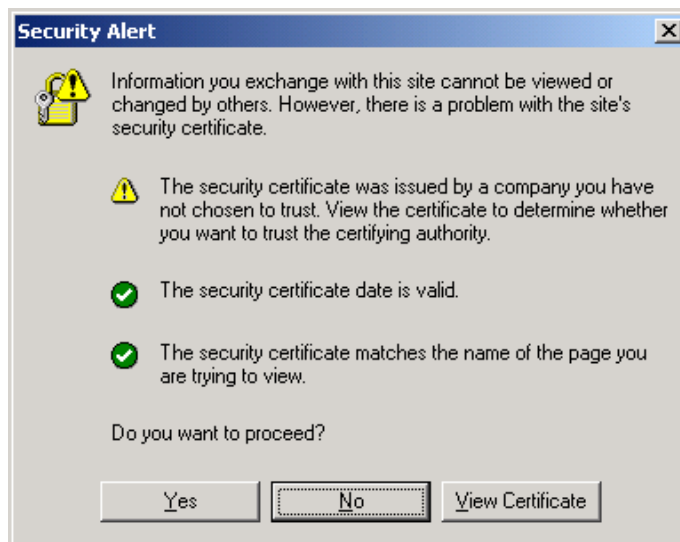 Security Alert
Information you exchange with this site cannot be viewed or
changed by others. However, there is a problem with the site's
security certificate.
The security certificate was issued by a company you have
not chosen to trust. View the certificate to determine whether
you want to trust the certifying authority.
The security certificate date is valid.
The security certificate matches the name of the page you
are trying to view.
Do you want to proceed?
Yes No View Certificate